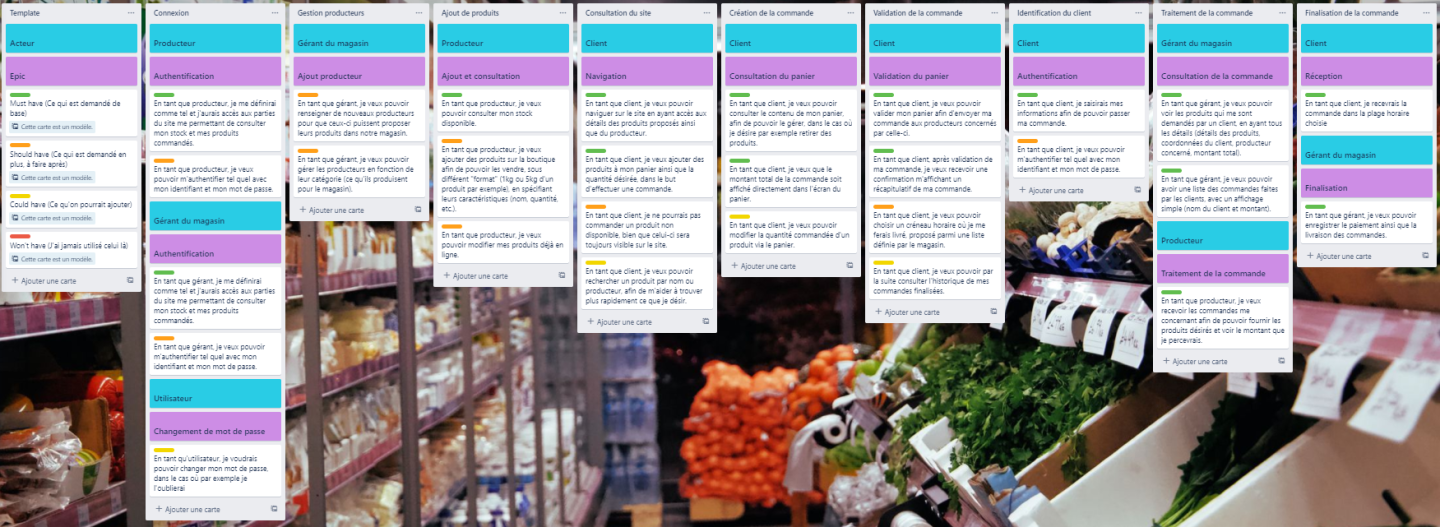 Template
Acteur
Epic
Must have (Ce qui est demandé de
base)
Cette carte est un modèle.
Should have (Ce qui est demandé en
plus, à faire après)
Cette carte est un modèle.
Could have (Ce qu'on pourrait ajouter)
Cette carte est un modèle.
Won't have (J'ai jamais utilisé celui là)
Cette carte est un modèle.
+ Ajouter une carte
Connexion
Producteur
Authentification
En tant que producteur, je me définirai
comme tel et j'aurais accès aux parties
du site me permettant de consulter
mon stock et mes produits
commandés.
En tant que producteur, je veux
pouvoir m'authentifier tel quel avec
mon identifiant et mon mot de passe.
Gérant du magasin
Authentification
En tant que gérant, je me définirai
comme tel et j'aurais accès aux parties
du site me permettant de consulter
mon stock et mes produits
commandés.
En tant que gérant, je veux pouvoir
m'authentifier tel quel avec mon
identifiant et mon mot de passe.
Utilisateur
Changement de mot de passe
En tant qu'utilisateur, je voudrais
pouvoir changer mon mot de passe,
dans le cas où par exemple je
l'oublierai
+ Ajouter une carte
Gestion producteurs
Gérant du magasin
Ajout producteur
En tant que gérant, je veux pouvoir
renseigner de nouveaux producteurs
pour que ceux-ci puissent proposer
leurs produits dans notre magasin.
En tant que gérant, je veux pouvoir
gérer les producteurs en fonction de
leur catégorie (ce qu'ils produisent
pour le magasin).
+ Ajouter une carte
Ajout de produits
Producteur
Ajout et consultation
En tant que producteur, je veux
pouvoir consulter mon stock
disponible.
En tant que producteur, je veux
ajouter des produits sur la boutique
afin de pouvoir les vendre, sous
différent "format" (1kg ou 5kg d'un
produit par exemple), en spécifiant
leurs caractéristiques (nom, quantité,
etc.).
En tant que producteur, je veux
pouvoir modifier mes produits déjà en
ligne.
+ Ajouter une carte
Consultation du site
Client
Navigation
En tant que client, je veux pouvoir
naviguer sur le site en ayant accès aux
détails des produits proposés ainsi
que du producteur.
En tant que client, je veux ajouter des
produits à mon panier ainsi que la
quantité désirée, dans le but
d'effectuer une commande.
En tant que client, je ne pourrais pas
commander un produit non
disponible, bien que celui-ci sera
toujours visible sur le site.
En tant que client, je veux pouvoir
rechercher un produit par nom ou
producteur, afin de m'aider à trouver
plus rapidement ce que je désir.
+ Ajouter une carte
Création de la commande
Client
Consultation du panier
En tant que client, je veux pouvoir
consulter le contenu de mon panier,
afin de pouvoir le gérer, dans le cas où
je désire par exemple retirer des
produits.
En tant que client, je veux que le
montant total de la commande soit
affiché directement dans l'écran du
panier.
En tant que client, je veux pouvoir
modifier la quantité commandée d'un
produit via le panier.
+ Ajouter une carte
Validation de la commande
Client
Validation du panier
En tant que client, je veux pouvoir
valider mon panier afin d'envoyer ma
commande aux producteurs concernés
par celle-ci.
En tant que client, après validation de
ma commande, je veux recevoir une
confirmation m'affichant un
récapitulatif de ma commande.
En tant que client, je veux pouvoir
choisir un créneau horaire où je me
ferais livré, proposé parmi une liste
définie par le magasin.
En tant que client, je veux pouvoir par
la suite consulter l'historique de mes
commandes finalisées.
+ Ajouter une carte
Identification du client
Client
Authentification
En tant que client, je saisirais mes
informations afin de pouvoir passer
ma commande.
En tant que client, je veux pouvoir
m'authentifier tel quel avec mon
identifiant et mon mot de passe.
+ Ajouter une carte
Traitement de la commande
Gérant du magasin
Consultation de la commande
En tant que gérant, je veux pouvoir
voir les produits qui me sont
demandés par un client, en ayant tous
les détails (détails des produits,
coordonnées du client, producteur
concerné, montant total).
En tant que gérant, je veux pouvoir
avoir une liste des commandes faites
par les clients, avec un affichage
simple (nom du client et montant).
Producteur
Traitement de la commande
En tant que producteur, je veux
recevoir les commandes me
concernant afin de pouvoir fournir les
produits désirés et voir le montant que
je percevrais.
+ Ajouter une carte
Finalisation de la commande
Client
Réception
En tant que client, je recevrais la
commande dans la plage horaire
choisie
Gérant du magasin
Finalisation
En tant que gérant, je veux pouvoir
enregistrer le paiement ainsi que la
livraison des commandes.
+ Ajouter une carte